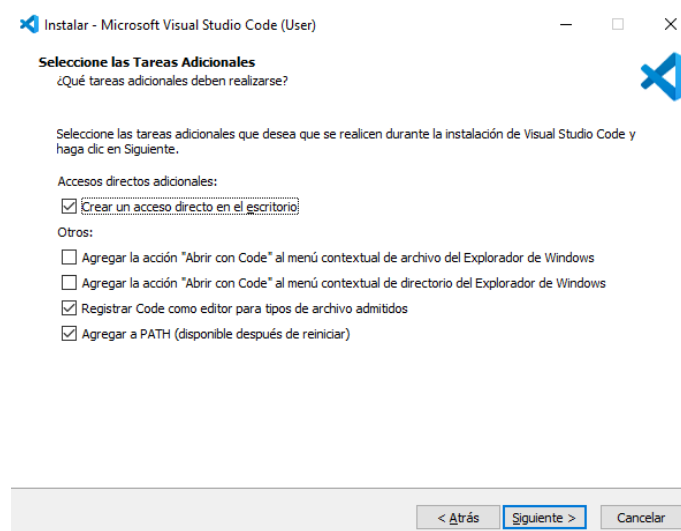 Instalar - Microsoft Visual Studio Code (User)
Seleccione las Tareas Adicionales
¿Qué tareas adicionales deben realizarse?
Seleccione las tareas adicionales que desea que se realicen durante la instalación de Visual Studio Code y
haga clic en Siguiente.
Accesos directos adicionales:
Crear un acceso directo en el escritorio
Otros:
Agregar la acción "Abrir con Code" al menú contextual de archivo del Explorador de Windows
Agregar la acción "Abrir con Code" al menú contextual de directorio del Explorador de Windows
Registrar Code como editor para tipos de archivo admitidos
Agregar a PATH (disponible después de reiniciar)
< Atrás Siguiente > Cancelar